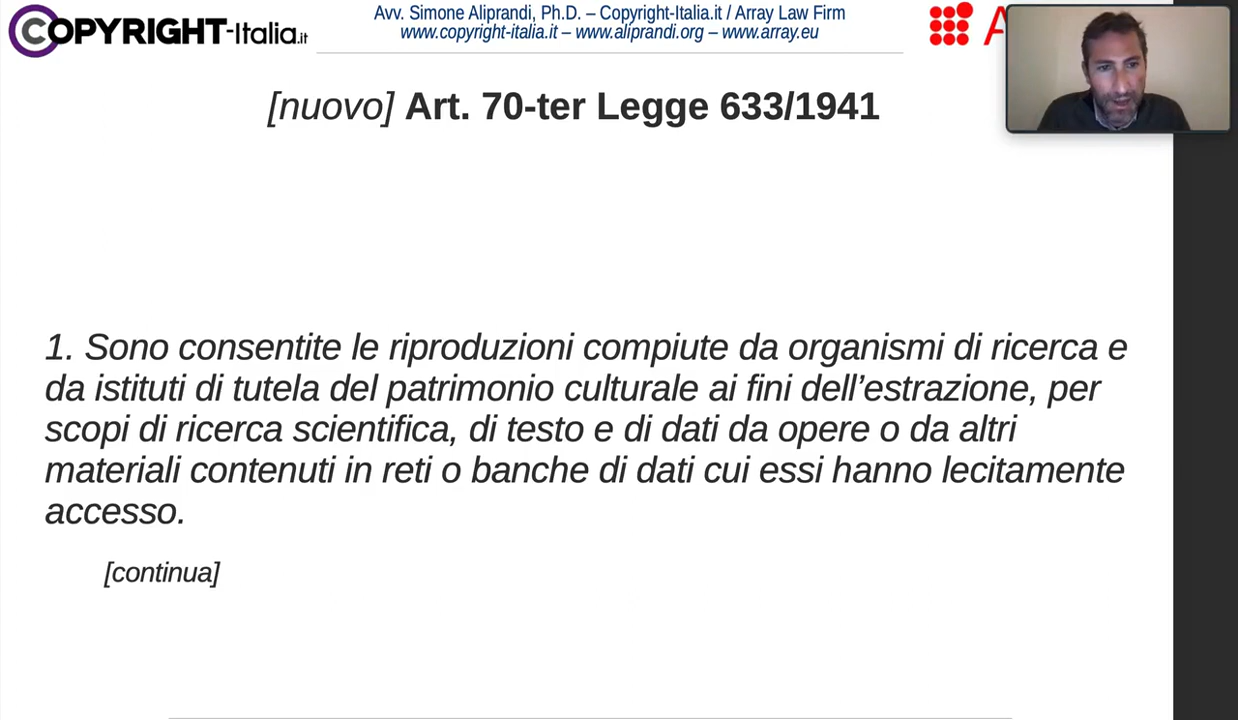 COPYRIGHT-Italia.it
Avv. Simone Aliprandi, Ph.D. – Copyright-Italia.it / Array Law Firm
www.copyright-italia.it – www.aliprandi.org – www.array.eu
A
[nuovo] Art. 70-ter Legge 633/1941
1. Sono consentite le riproduzioni compiute da organismi di ricerca e
da istituti di tutela del patrimonio culturale ai fini dell’estrazione, per
scopi di ricerca scientifica, di testo e di dati da opere o da altri
materiali contenuti in reti o banche di dati cui essi hanno lecitamente
accesso.
[continua]